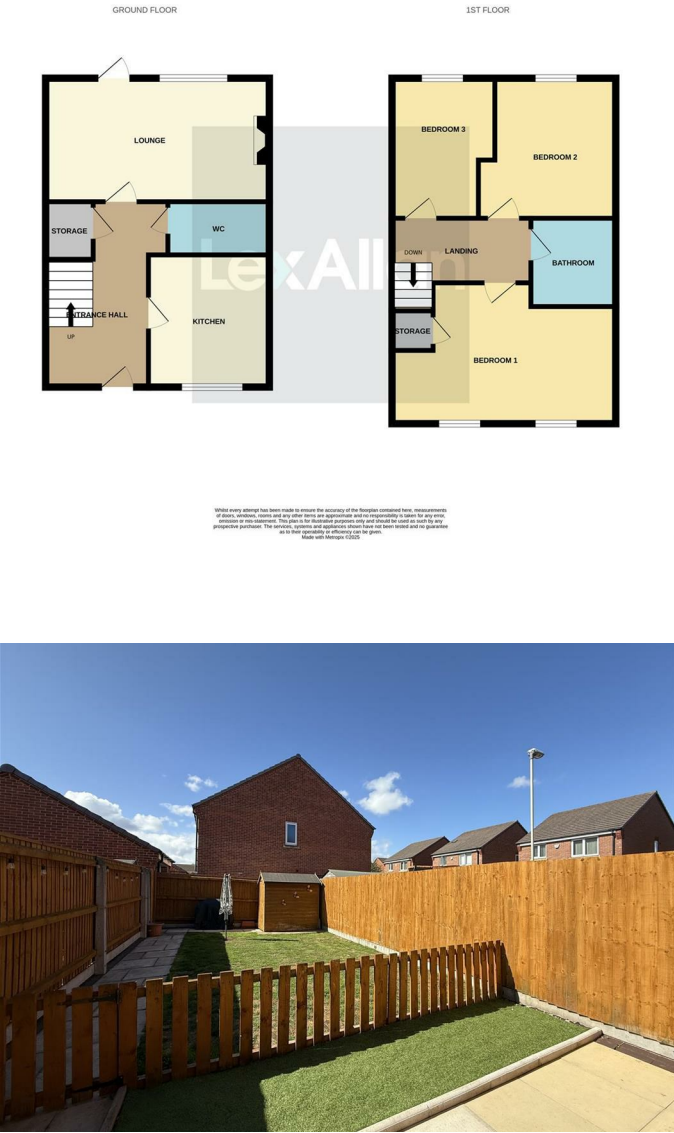 GROUND FLOOR
1ST FLOOR
LOUNGE
STORAGE
WC
ENTRANCE HALL
KITCHEN
UP
BEDROOM 3
BEDROOM 2
DOWN
LANDING
BATHROOM
STORAGE
BEDROOM 1
LexAllen
Whilst every attempt has been made to ensure the accuracy of the floorplan contained here, measurements
of doors, windows, rooms and any other items are approximate and no responsibility is taken for any error,
omission or mis-statement. This plan is for illustrative purposes only and should be used as such by any
prospective purchaser. The services, systems and appliances shown have not been tested and no guarantee
as to their operability or efficiency can be given.
Made with Metropix ©2025